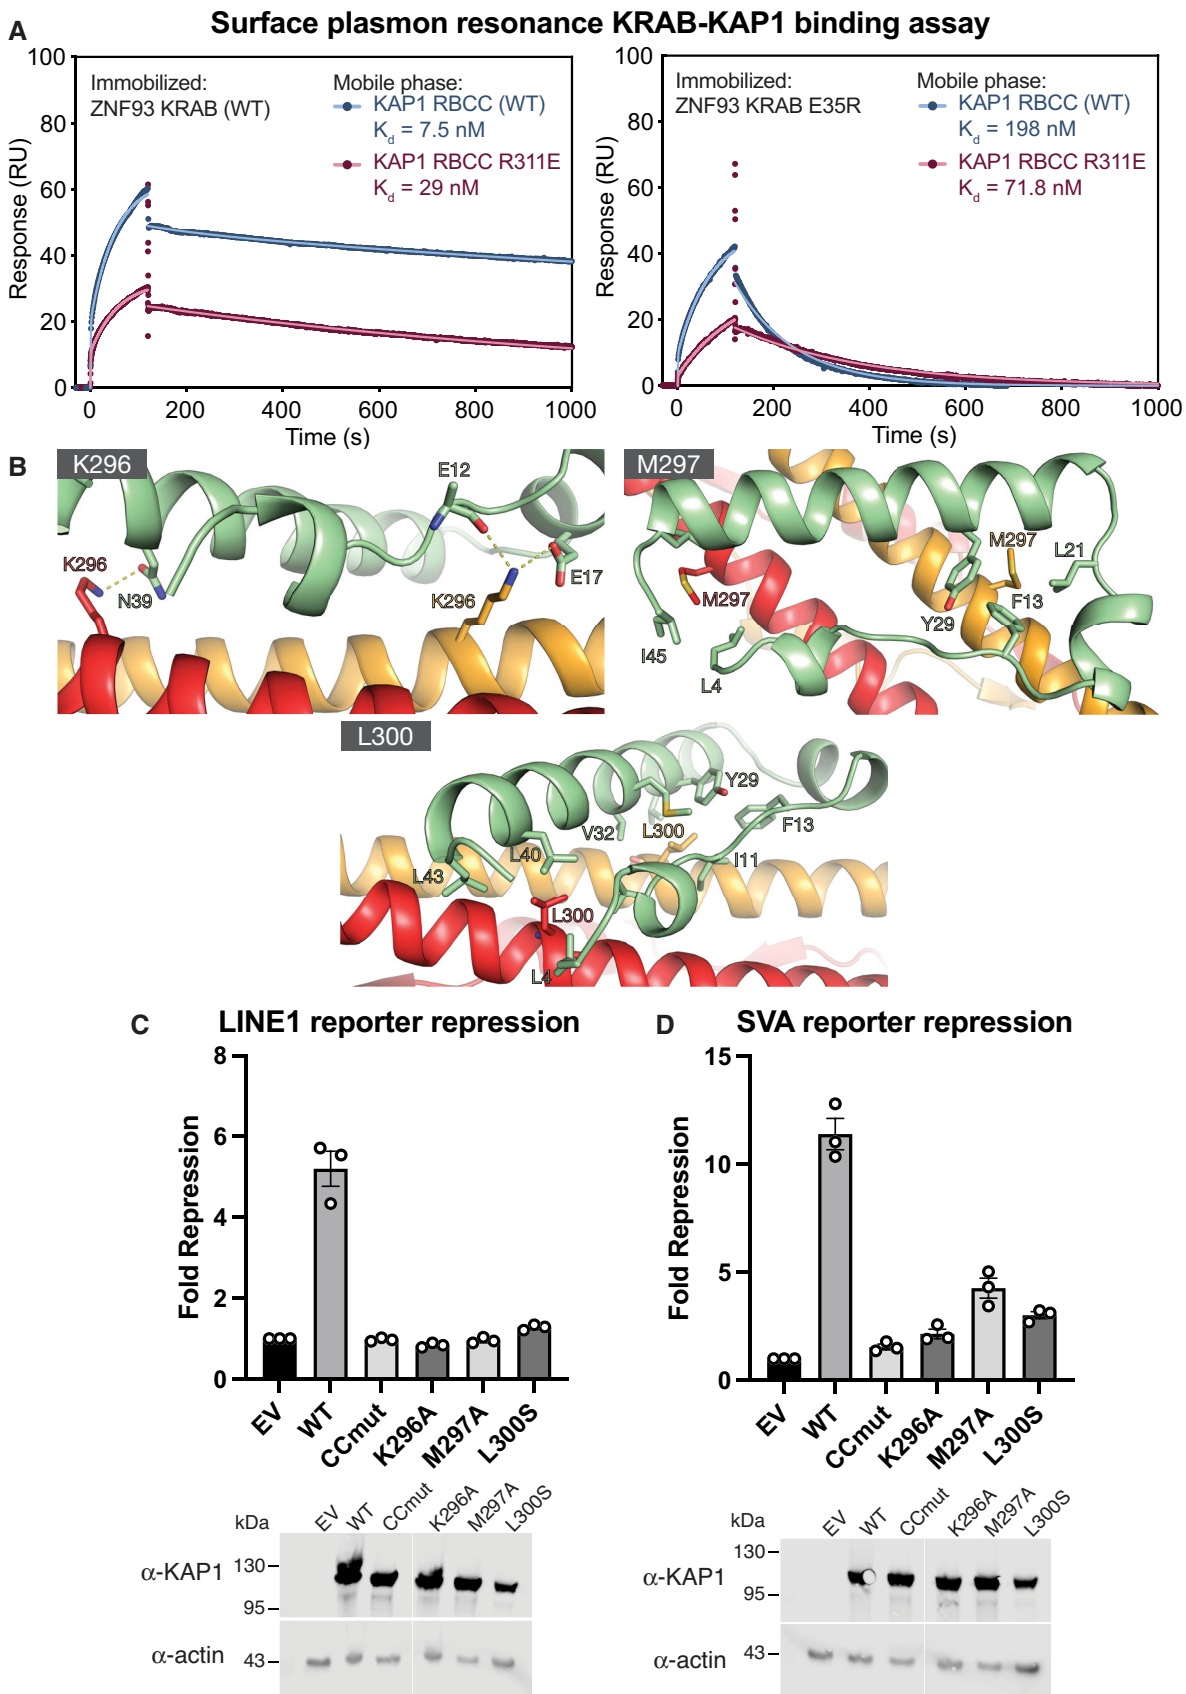 A
Surface plasmon resonance KRAB-KAP1 binding assay
100
80
60
40
20
0
Response (RU)
Immobilized:
ZNF93 KRAB (WT)
Mobile phase:
KAP1 RBCC (WT)
Kd = 7.5 nM
KAP1 RBCC R311E
Kd = 29 nM
0 200 400 600 800 1000
Time (s)
100
80
60
40
20
0
Response (RU)
Immobilized:
ZNF93 KRAB E35R
Mobile phase:
KAP1 RBCC (WT)
Kd = 198 nM
KAP1 RBCC R311E
Kd = 71.8 nM
0 200 400 600 800 1000
Time (s)
B
K296
E12
K296
N39
K296
E17
M297
M297
L21
M297
F13
Y29
I45
L4
L300
Y29
V32
L300
F13
L40
I11
L43
L300
L4
C
LINE1 reporter repression
8
6
4
2
0
Fold Repression
EV
WT
CCmut
K296A
M297A
L300S
kDa
EV
WT
CCmut
K296A
M297A
L300S
α-KAP1
130
95
α-actin
43
D
SVA reporter repression
15
10
5
0
Fold Repression
EV
WT
CCmut
K296A
M297A
L300S
kDa
EV
WT
CCmut
K296A
M297A
L300S
α-KAP1
130
95
α-actin
43